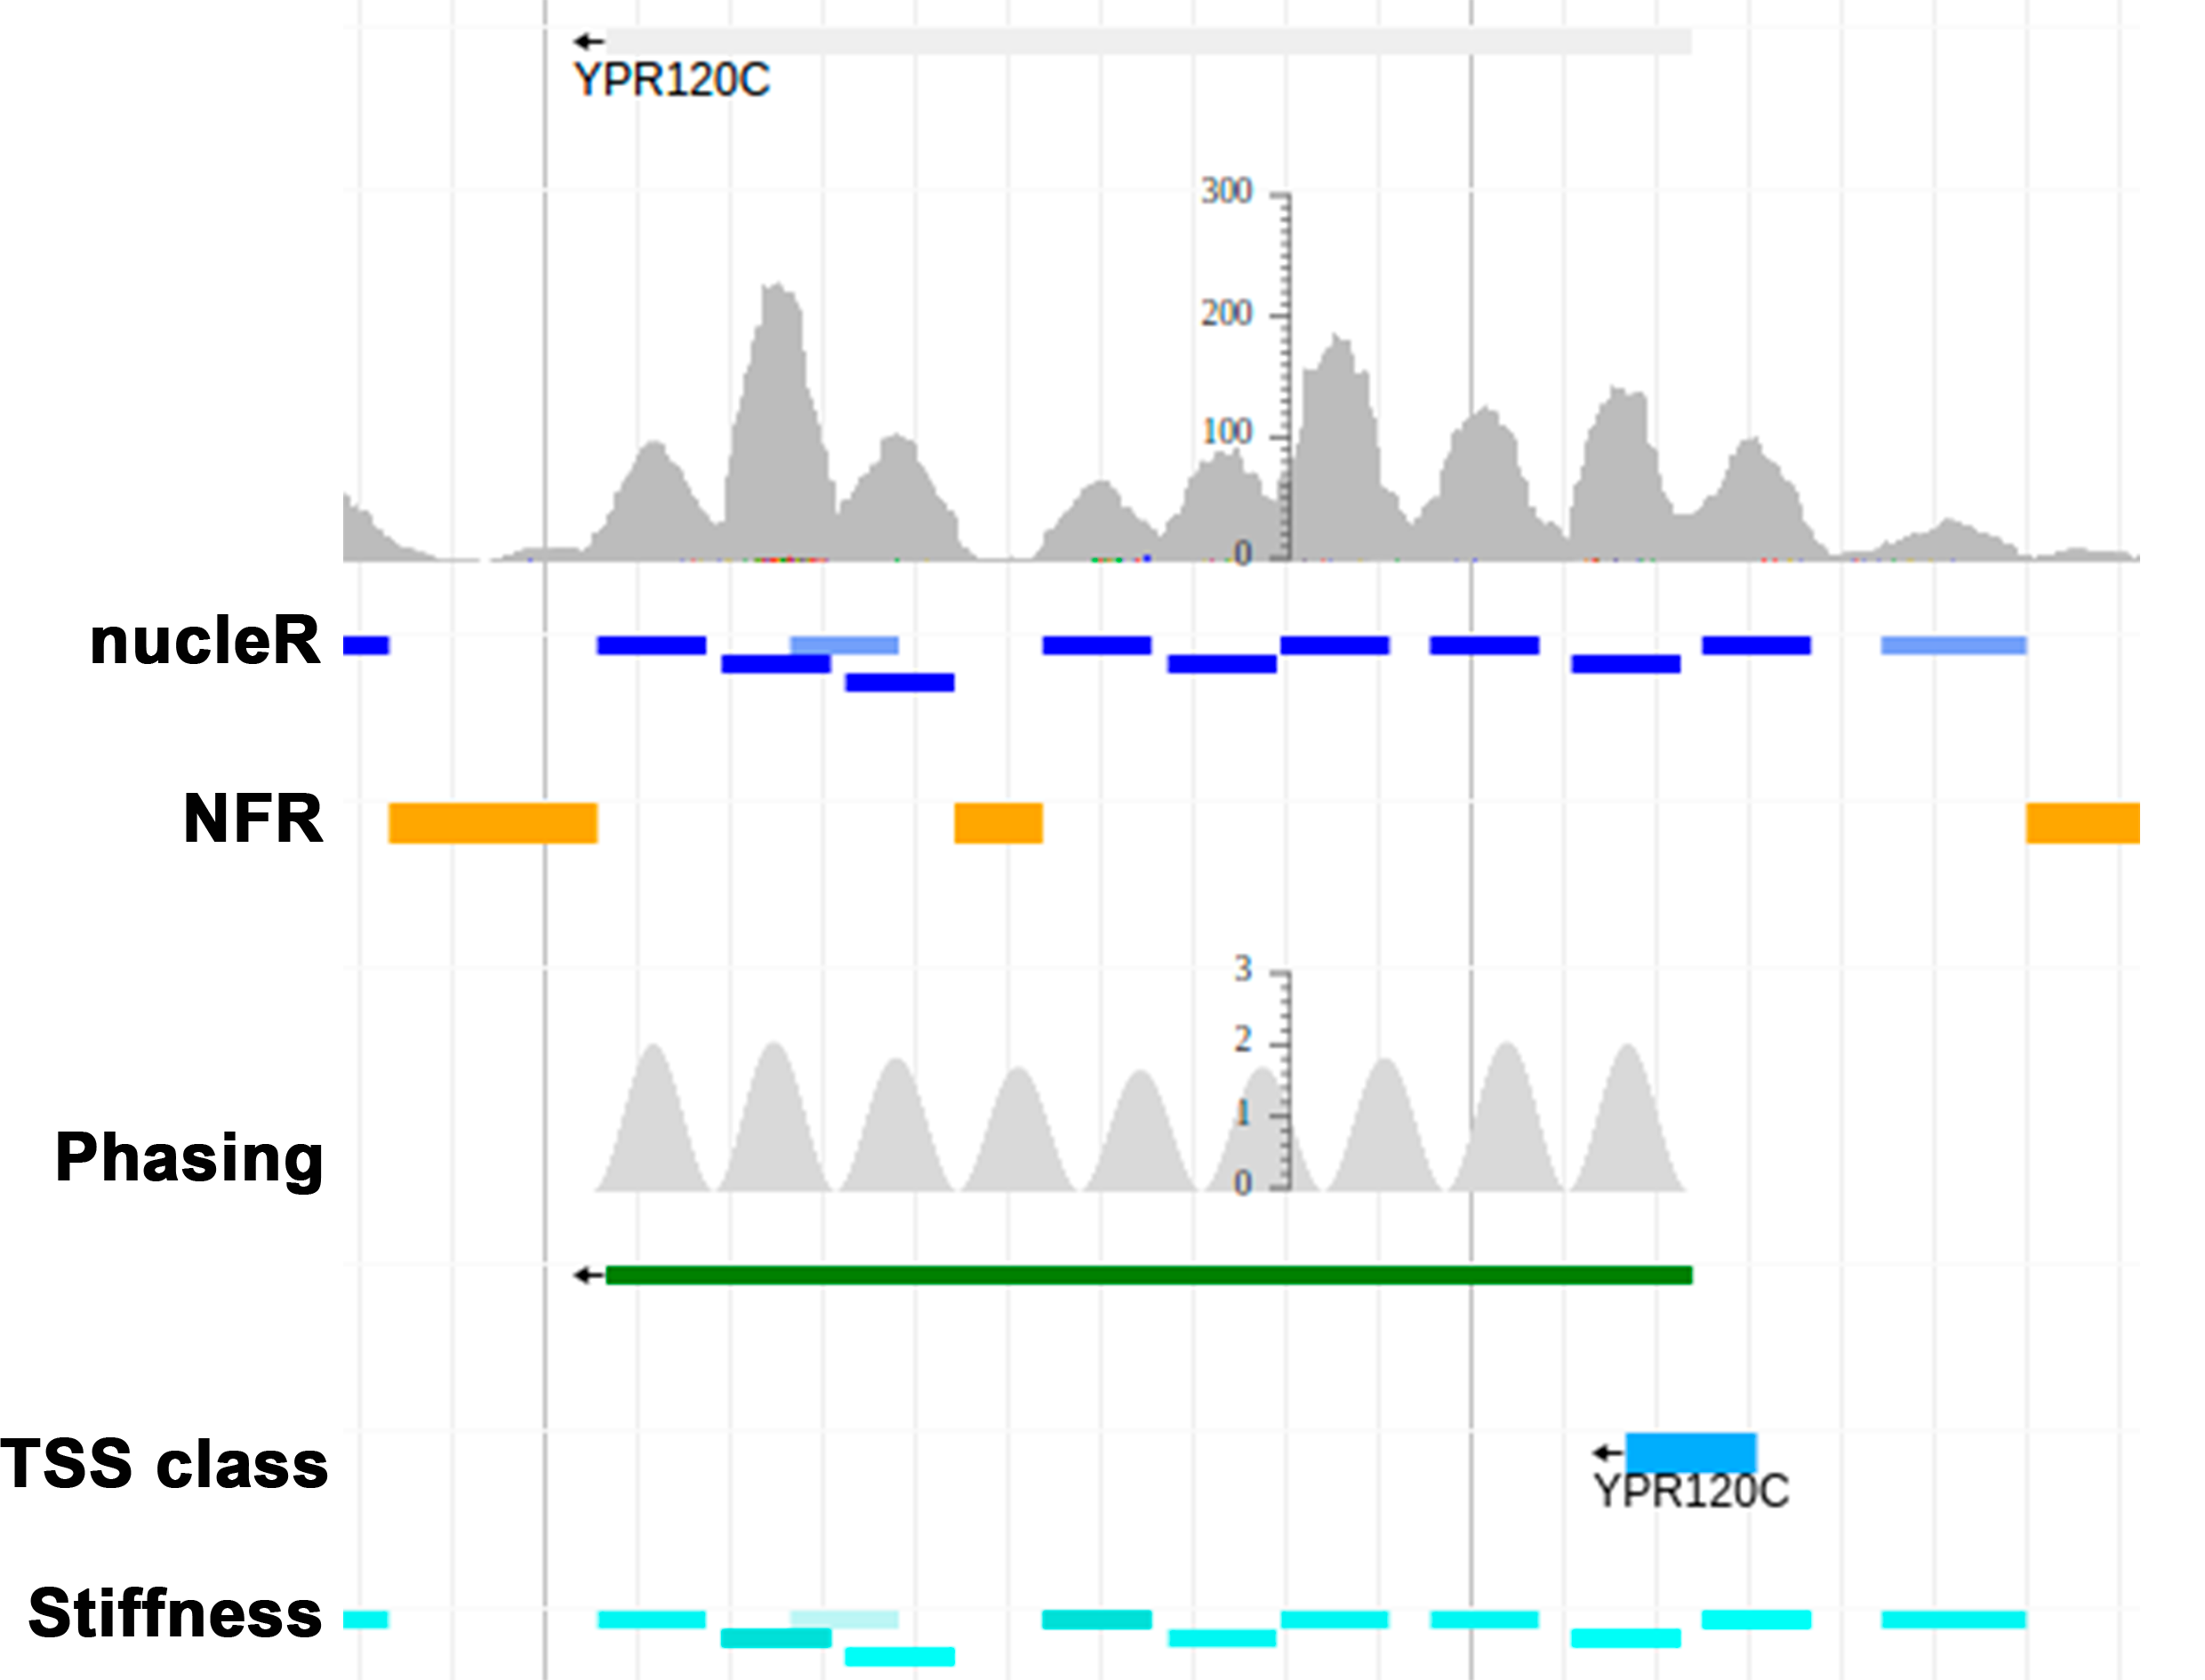 YPR120C
300
200
100
0
nucleR
NFR
3
2
1
0
Phasing
TSS class
YPR120C
Stiffness